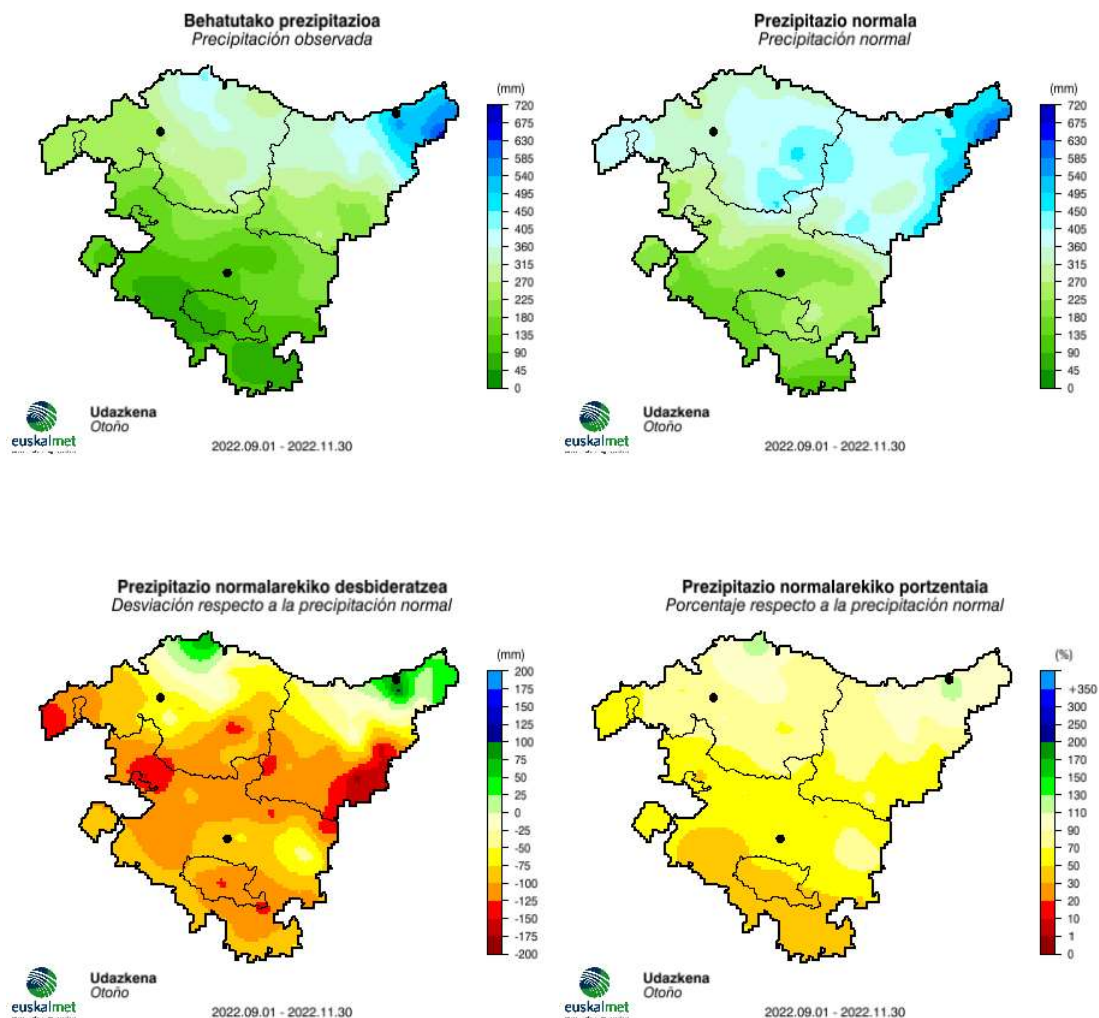 Behatutako prezipitazioa
Precipitación observada
(mm)
720
675
630
585
540
495
450
405
360
315
270
225
180
135
90
45
0
euskalmet
Udazkena
Otoño
2022.09.01 - 2022.11.30
Prezipitazio normala
Precipitación normal
(mm)
720
675
630
585
540
495
450
405
360
315
270
225
180
135
90
45
0
euskalmet
Udazkena
Otoño
2022.09.01 - 2022.11.30
Prezipitazio normalarekiko desbideratzea
Desviación respecto a la precipitación normal
(mm)
200
175
150
125
100
75
50
25
0
-25
-50
-75
-100
-125
-150
-175
-200
euskalmet
Udazkena
Otoño
2022.09.01 - 2022.11.30
Prezipitazio normalarekiko portzentaia
Porcentaje respecto a la precipitación normal
(%)
+350
300
250
200
170
150
130
110
90
70
50
30
20
10
1
0
euskalmet
Udazkena
Otoño
2022.09.01 - 2022.11.30